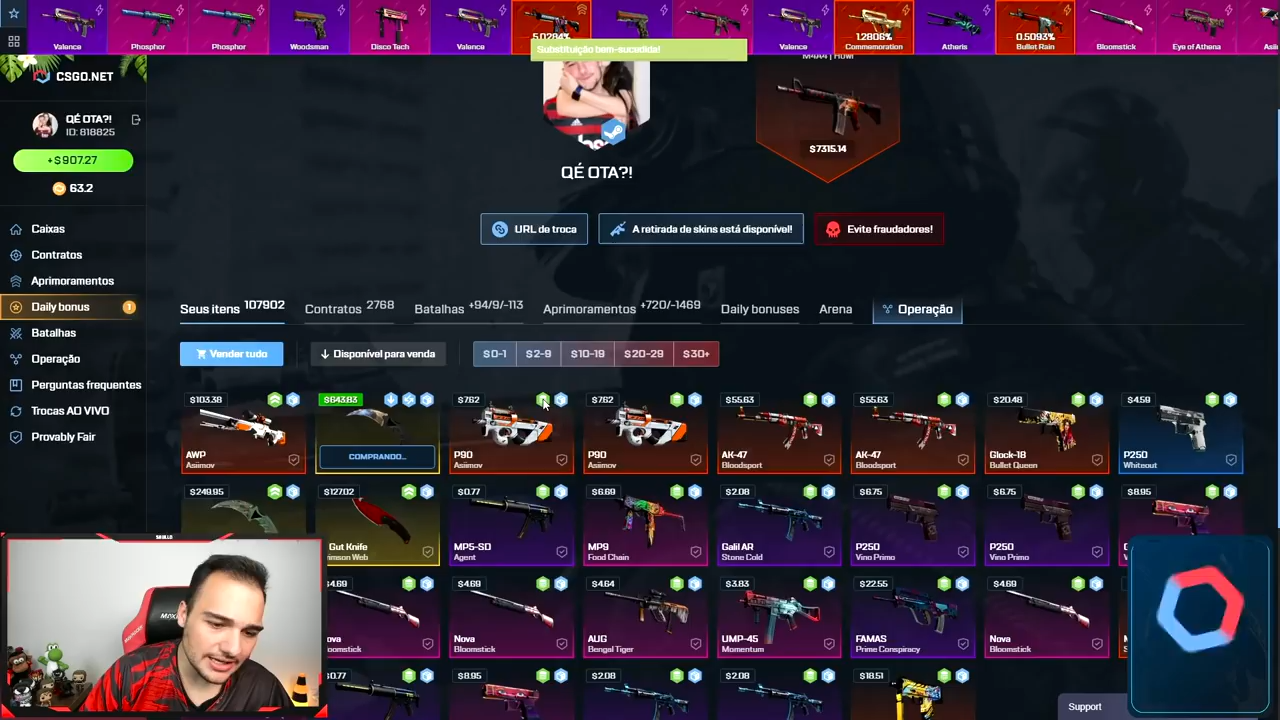 Valence
Phosphor
Phosphor
Woodsman
Disco Tech
Valence
5.0284%
Valence
1.2806%
Commemoration
Atheris
0.5093%
Bullet Rain
Bloomstick
Eye of Athena
Substituição bem-sucedida!
CSGO.NET
M4A4 | Howl
$7315.14
QÉ OTA?!
ID: 818825
+$907.27
63.2
QÉ OTA?!
URL de troca
A retirada de skins está disponível!
Evite fraudadores!
Caixas
Contratos
Aprimoramentos
Daily bonus 1
Batalhas
Operação
Perguntas frequentes
Trocas AO VIVO
Provably Fair
Support
Seus itens 107902
Contratos 2768
Batalhas +94/9/-113
Aprimoramentos +720/-1469
Daily bonuses
Arena
Operação
Vender tudo
Disponível para venda
$0-1
$2-9
$10-19
$20-29
$30+
$103.38
AWP
Asiimov
$643.83
COMPRANDO...
$7.62
P90
Asiimov
$7.62
P90
Asiimov
$55.63
AK-47
Bloodsport
$55.63
AK-47
Bloodsport
$20.48
Glock-18
Bullet Queen
$4.59
P250
Whiteout
$249.95
$127.02
Gut Knife
$0.77
MP5-SD
Agent
$6.69
MP9
Food Chain
$2.08
Galil AR
Stone Cold
$6.75
P250
Vino Primo
$6.75
P250
Vino Primo
$8.95
$4.69
Nova
Bloomstick
$4.64
AUG
Bengal Tiger
$3.83
UMP-45
Momentum
$22.55
FAMAS
Prime Conspiracy
$4.69
Nova
Bloomstick
$8.95
$2.08
$2.08
$18.51